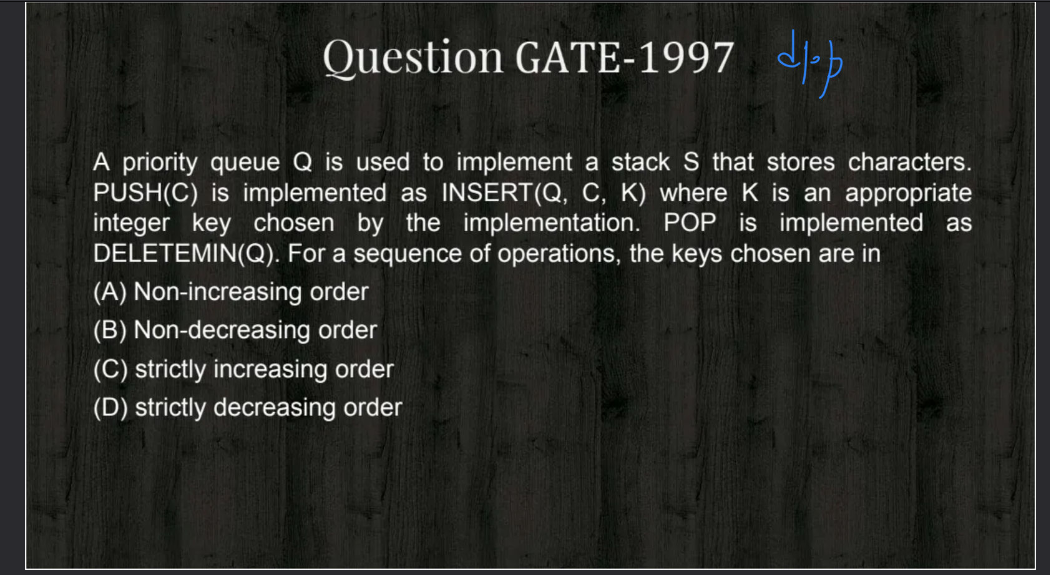 Question GATE-1997 dpp
A priority queue Q is used to implement a stack S that stores characters.
PUSH(C) is implemented as INSERT(Q, C, K) where K is an appropriate
integer key chosen by the implementation. POP is implemented as
DELETEMIN(Q). For a sequence of operations, the keys chosen are in
(A) Non-increasing order
(B) Non-decreasing order
(C) strictly increasing order
(D) strictly decreasing order